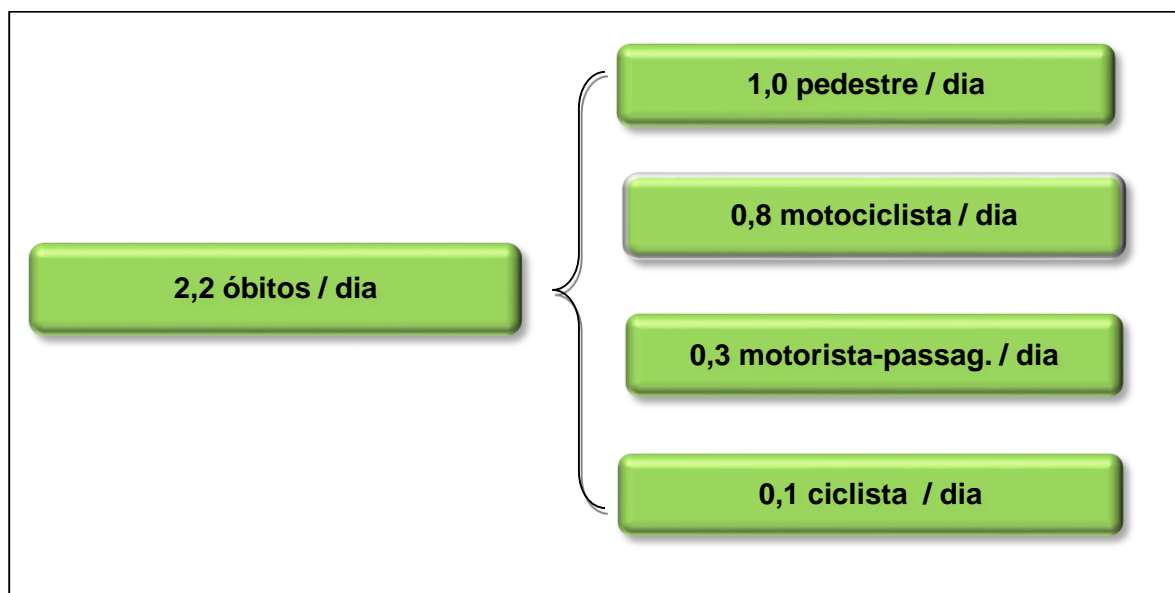 2,2 óbitos / dia
1,0 pedestre / dia
0,8 motociclista / dia
0,3 motorista-passag. / dia
0,1 ciclista / dia